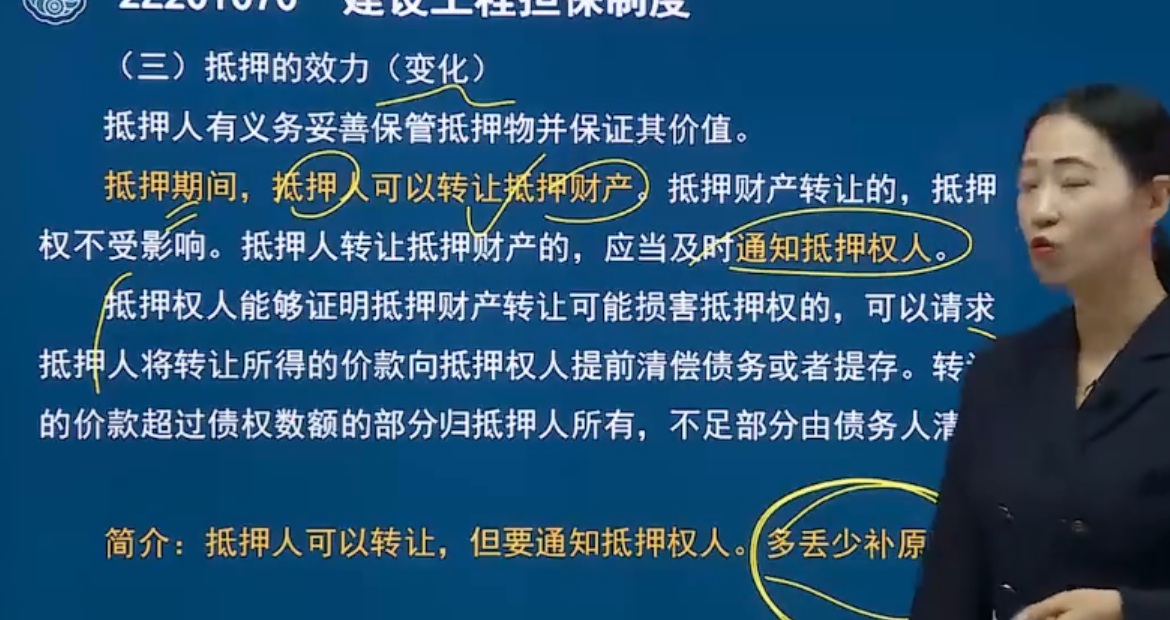 建设工程担保制度
（三）抵押的效力（变化）
抵押人有义务妥善保管抵押物并保证其价值。
抵押期间，抵押人可以转让抵押财产。抵押财产转让的，抵押
权不受影响。抵押人转让抵押财产的，应当及时通知抵押权人。
抵押权人能够证明抵押财产转让可能损害抵押权的，可以请求
抵押人将转让所得的价款向抵押权人提前清偿债务或者提存。转
的价款超过债权数额的部分归抵押人所有，不足部分由债务人清
简介：抵押人可以转让，但要通知抵押权人。多丢少补原